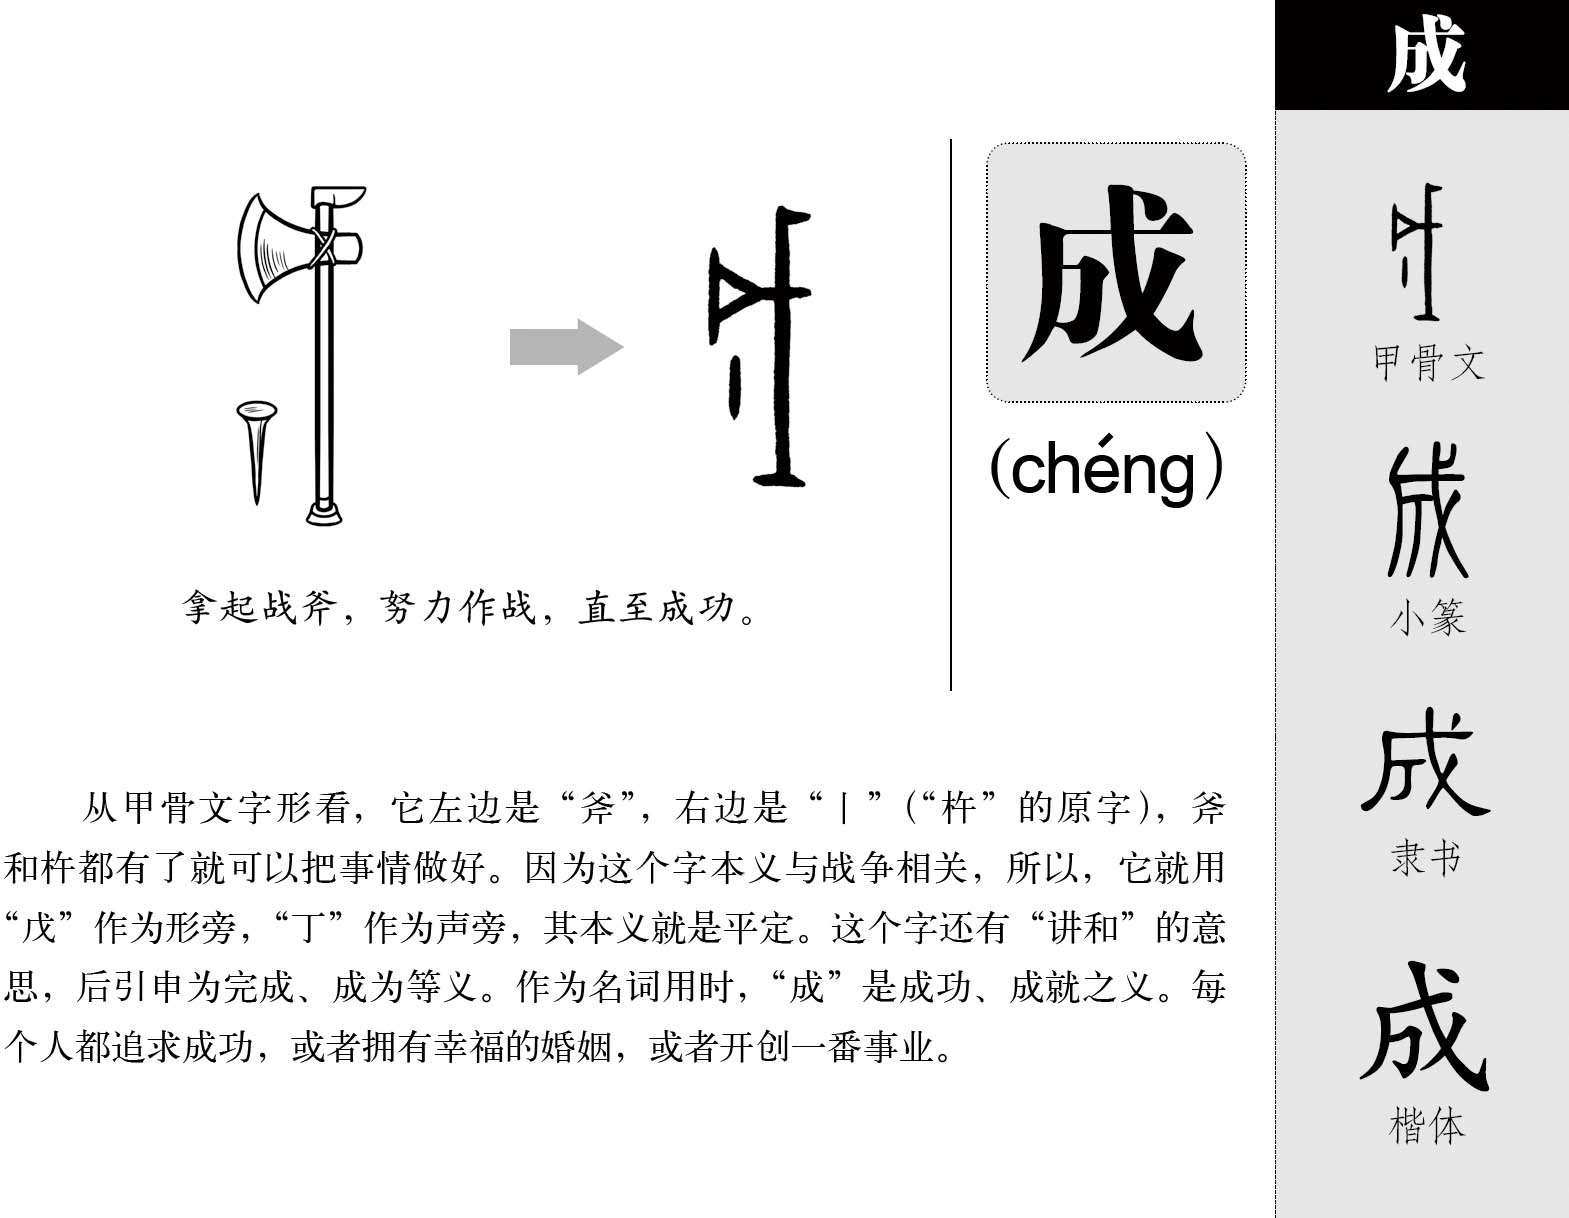 成
成
(chéng)
拿起战斧，努力作战，直至成功。
从甲骨文字形看，它左边是“斧”，右边是“丨”（“杵”的原字），斧
和杵都有了就可以把事情做好。因为这个字本义与战争相关，所以，它就用
“戊”作为形旁，“丁”作为声旁，其本义就是平定。这个字还有“讲和”的意
思，后引申为完成、成为等义。作为名词用时，“成”是成功、成就之义。每
个人都追求成功，或者拥有幸福的婚姻，或者开创一番事业。
甲骨文
成
小篆
成
隶书
成
楷体